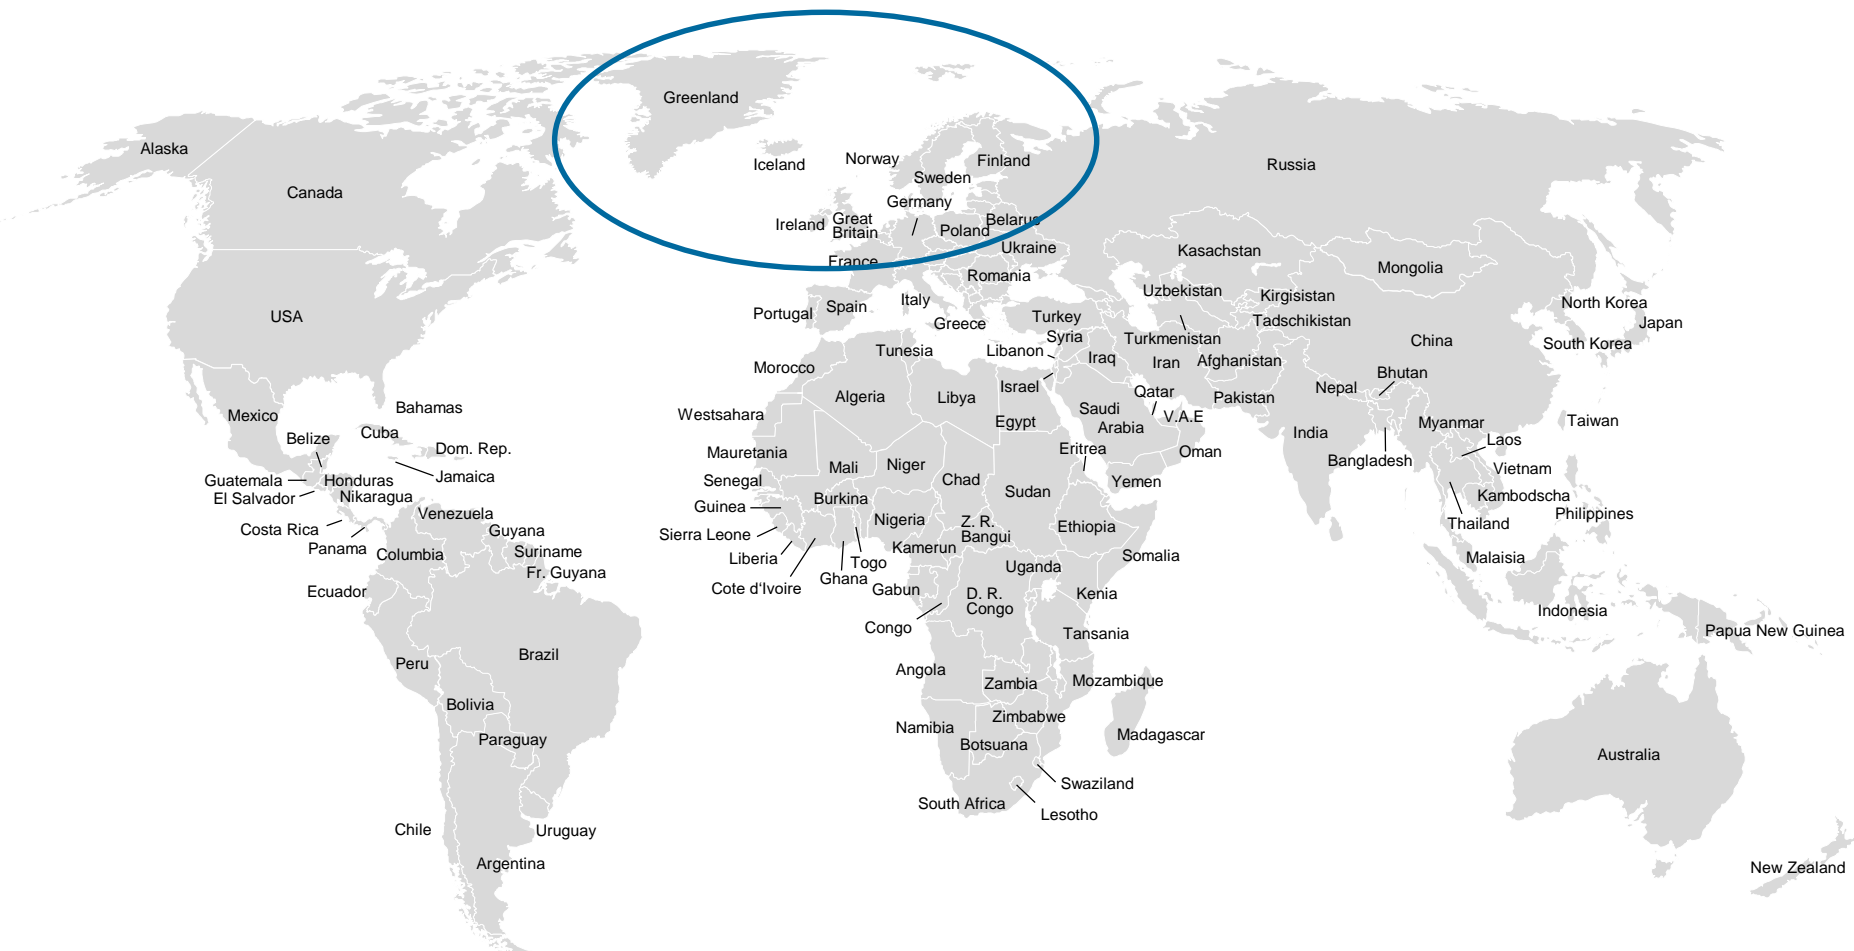 Greenland
Alaska
Canada
Iceland
Norway
Finland
Sweden
Russia
Germany
Ireland
Great
Britain
Poland
Belarus
Ukraine
France
Romania
Kasachstan
Mongolia
USA
Portugal
Spain
Italy
Greece
Turkey
Uzbekistan
Kirgisistan
Tadschikistan
North Korea
Japan
South Korea
China
Morocco
Tunesia
Libanon
Syria
Iraq
Turkmenistan
Iran
Afghanistan
Israel
Algeria
Libya
Egypt
Saudi
Arabia
Qatar
V.A.E
Pakistan
Nepal
Bhutan
Westsahara
Mexico
Bahamas
Cuba
Belize
Dom. Rep.
Jamaica
Guatemala
Honduras
El Salvador
Nikaragua
Costa Rica
Panama
Venezuela
Guyana
Suriname
Fr. Guyana
Columbia
Ecuador
Mauretania
Mali
Niger
Chad
Sudan
Eritrea
Oman
Yemen
India
Bangladesh
Myanmar
Laos
Taiwan
Vietnam
Kambodscha
Thailand
Philippines
Malaisia
Indonesia
Papua New Guinea
Senegal
Burkina
Guinea
Nigeria
Z. R.
Bangui
Ethiopia
Sierra Leone
Liberia
Cote d‘Ivoire
Ghana
Togo
Kamerun
Gabun
Congo
D. R.
Congo
Uganda
Somalia
Kenia
Tansania
Peru
Brazil
Bolivia
Paraguay
Angola
Zambia
Mozambique
Namibia
Zimbabwe
Botsuana
Madagascar
Swaziland
South Africa
Lesotho
Australia
Chile
Uruguay
Argentina
New Zealand